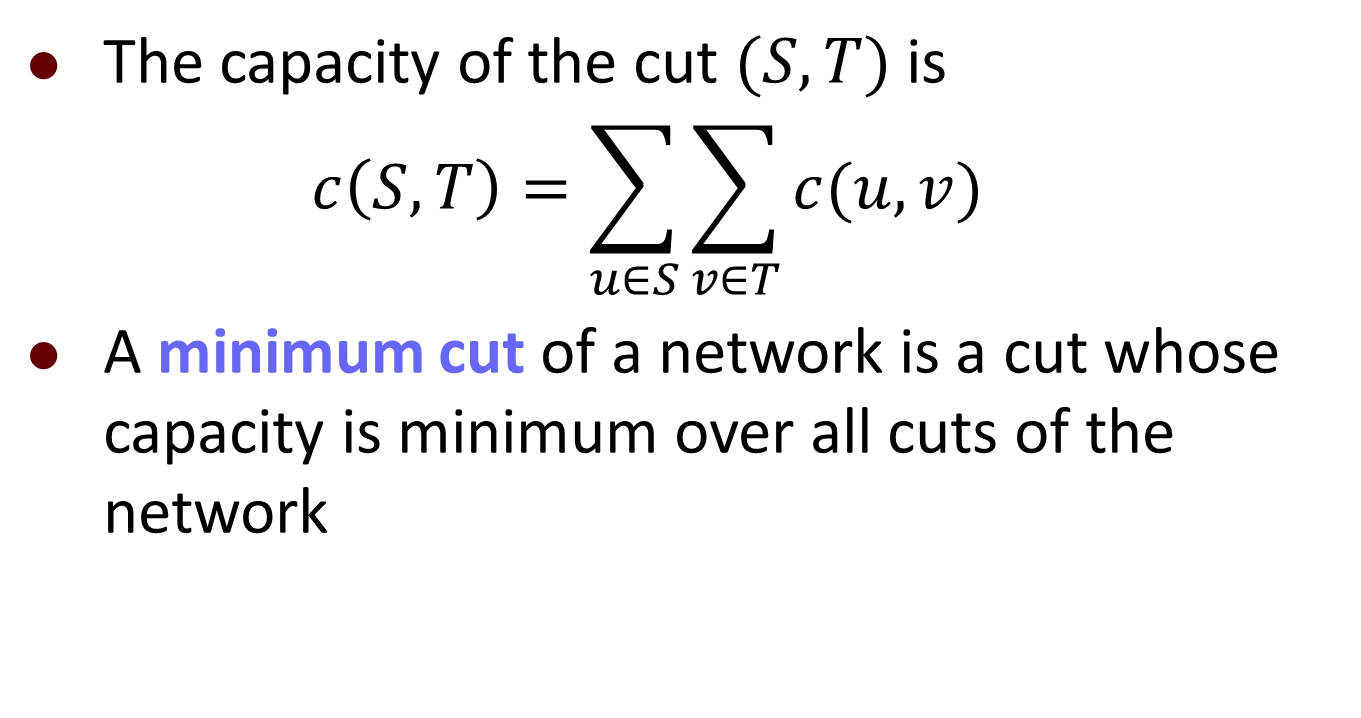 • The capacity of the cut (𝑆, 𝑇) is
𝑐(𝑆, 𝑇) = ∑ ∑ 𝑐(𝑢, 𝑣)
𝑢∈𝑆 𝑣∈𝑇
• A minimum cut of a network is a cut whose
capacity is minimum over all cuts of the
network